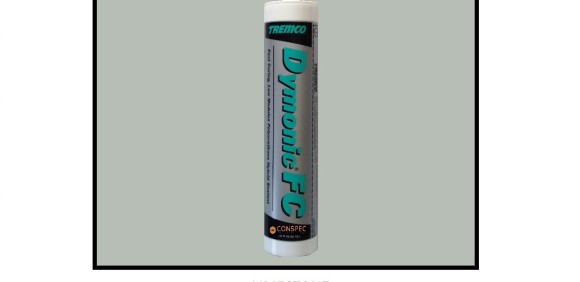 TREMCO
Dymonic FC
Fast Curing, Low Modulus Polyurethane Hybrid Sealant
CONSPEC